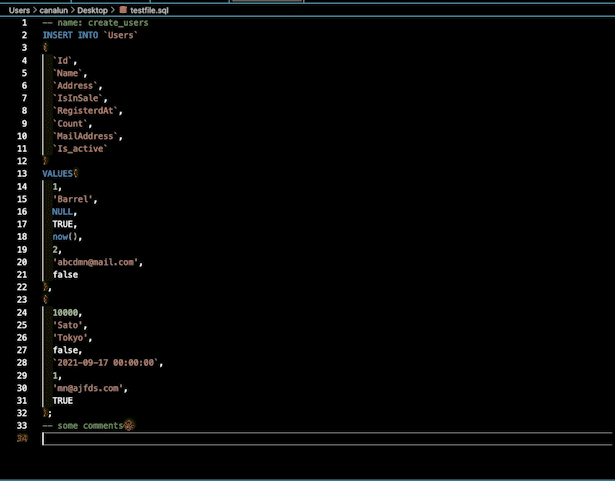 Users > canalun > Desktop > testfile.sql
1 -- name: create_users
2 INSERT INTO `Users`
3 (
4 `Id`,
5 `Name`,
6 `Address`,
7 `IsInSale`,
8 `RegisterdAt`,
9 `Count`,
10 `MailAddress`,
11 `Is_active`
12 )
13 VALUES(
14 1,
15 'Barrel',
16 NULL,
17 TRUE,
18 now(),
19 2,
20 'abcdmn@mail.com',
21 false
22 ),
23 (
24 10000,
25 'Sato',
26 'Tokyo',
27 false,
28 `2021-09-17 00:00:00`,
29 1,
30 'mn@ajfds.com',
31 TRUE
32 );
33 -- some comments
34